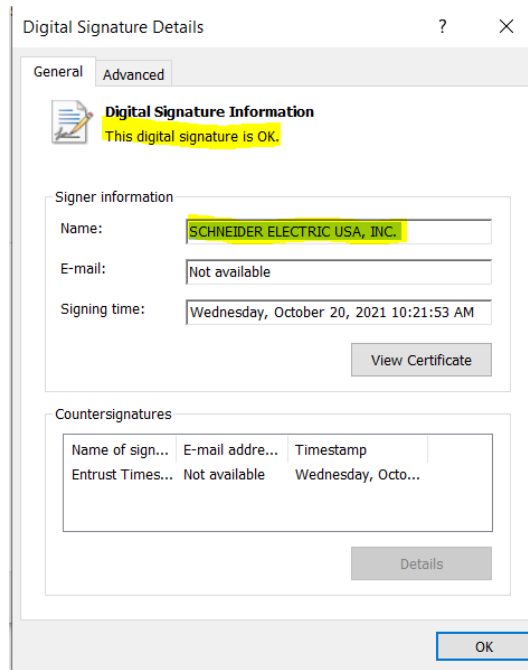 Digital Signature Details ? ×
General Advanced
Digital Signature Information
This digital signature is OK.
Signer information
Name: SCHNEIDER ELECTRIC USA, INC.
E-mail: Not available
Signing time: Wednesday, October 20, 2021 10:21:53 AM
View Certificate
Countersignatures
Name of sign... E-mail addre... Timestamp
Entrust Times... Not available Wednesday, Octo...
Details
OK